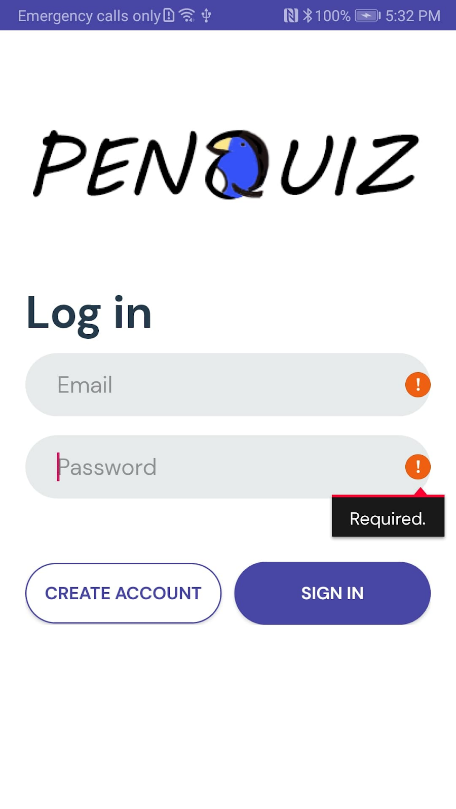 Emergency calls only 100% 5:32 PM
PENQUIZ
Log in
Email
!
Password
!
Required.
CREATE ACCOUNT SIGN IN